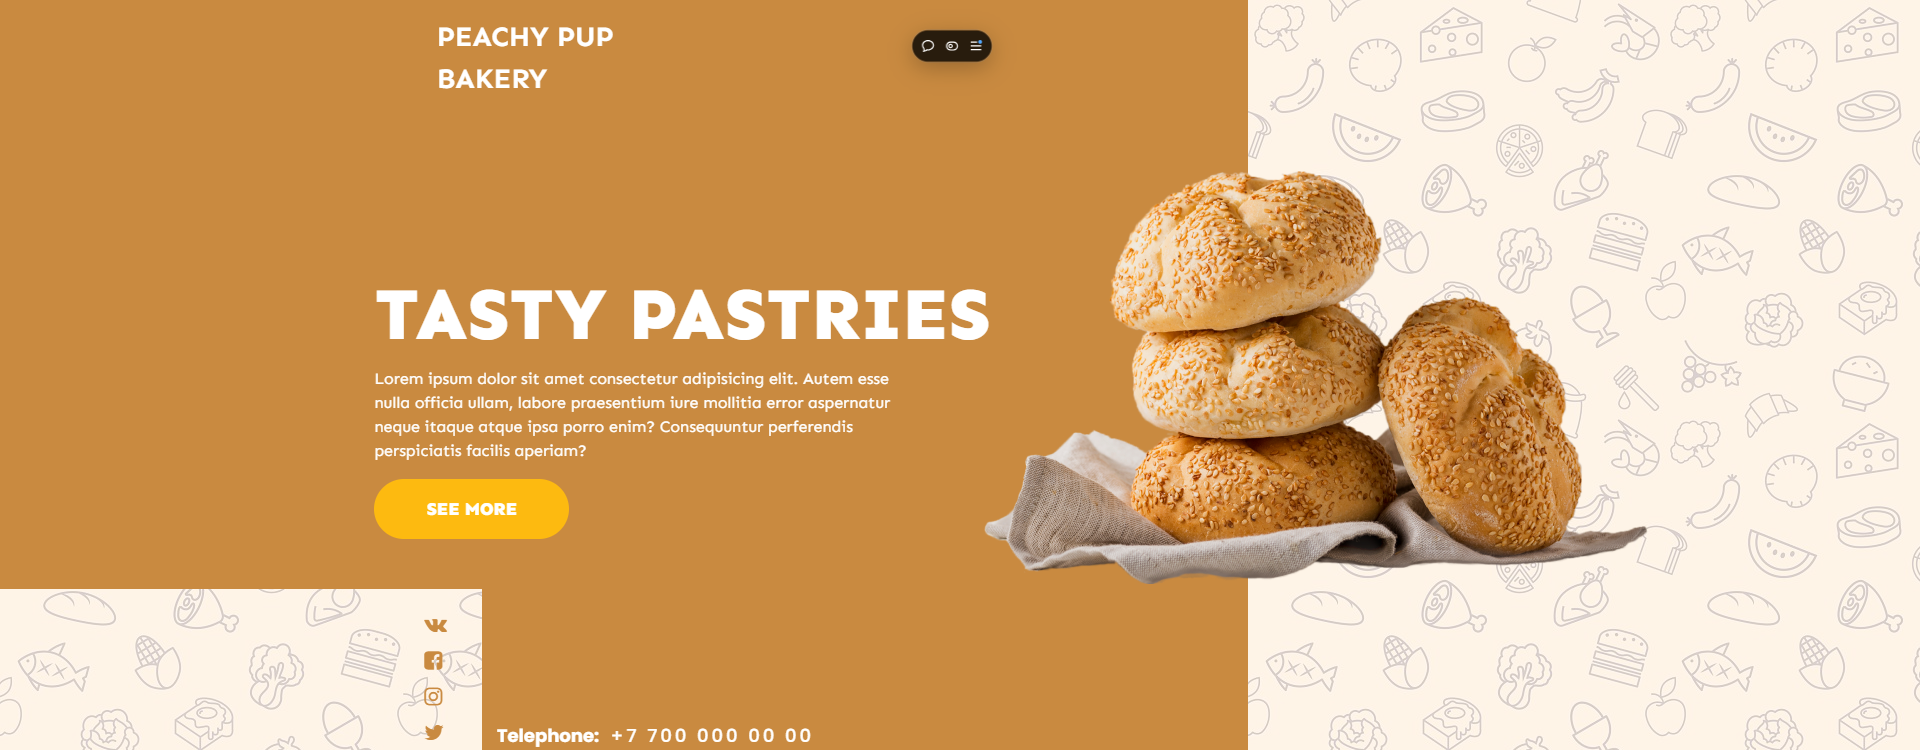 PEACHY PUP
BAKERY
TASTY PASTRIES
Lorem ipsum dolor sit amet consectetur adipisicing elit. Autem esse
nulla officia ullam, labore praesentium iure mollitia error aspernatur
neque itaque atque ipsa porro enim? Consequuntur perferendis
perspiciatis facilis aperiam?
SEE MORE
Telephone: +7 700 000 00 00